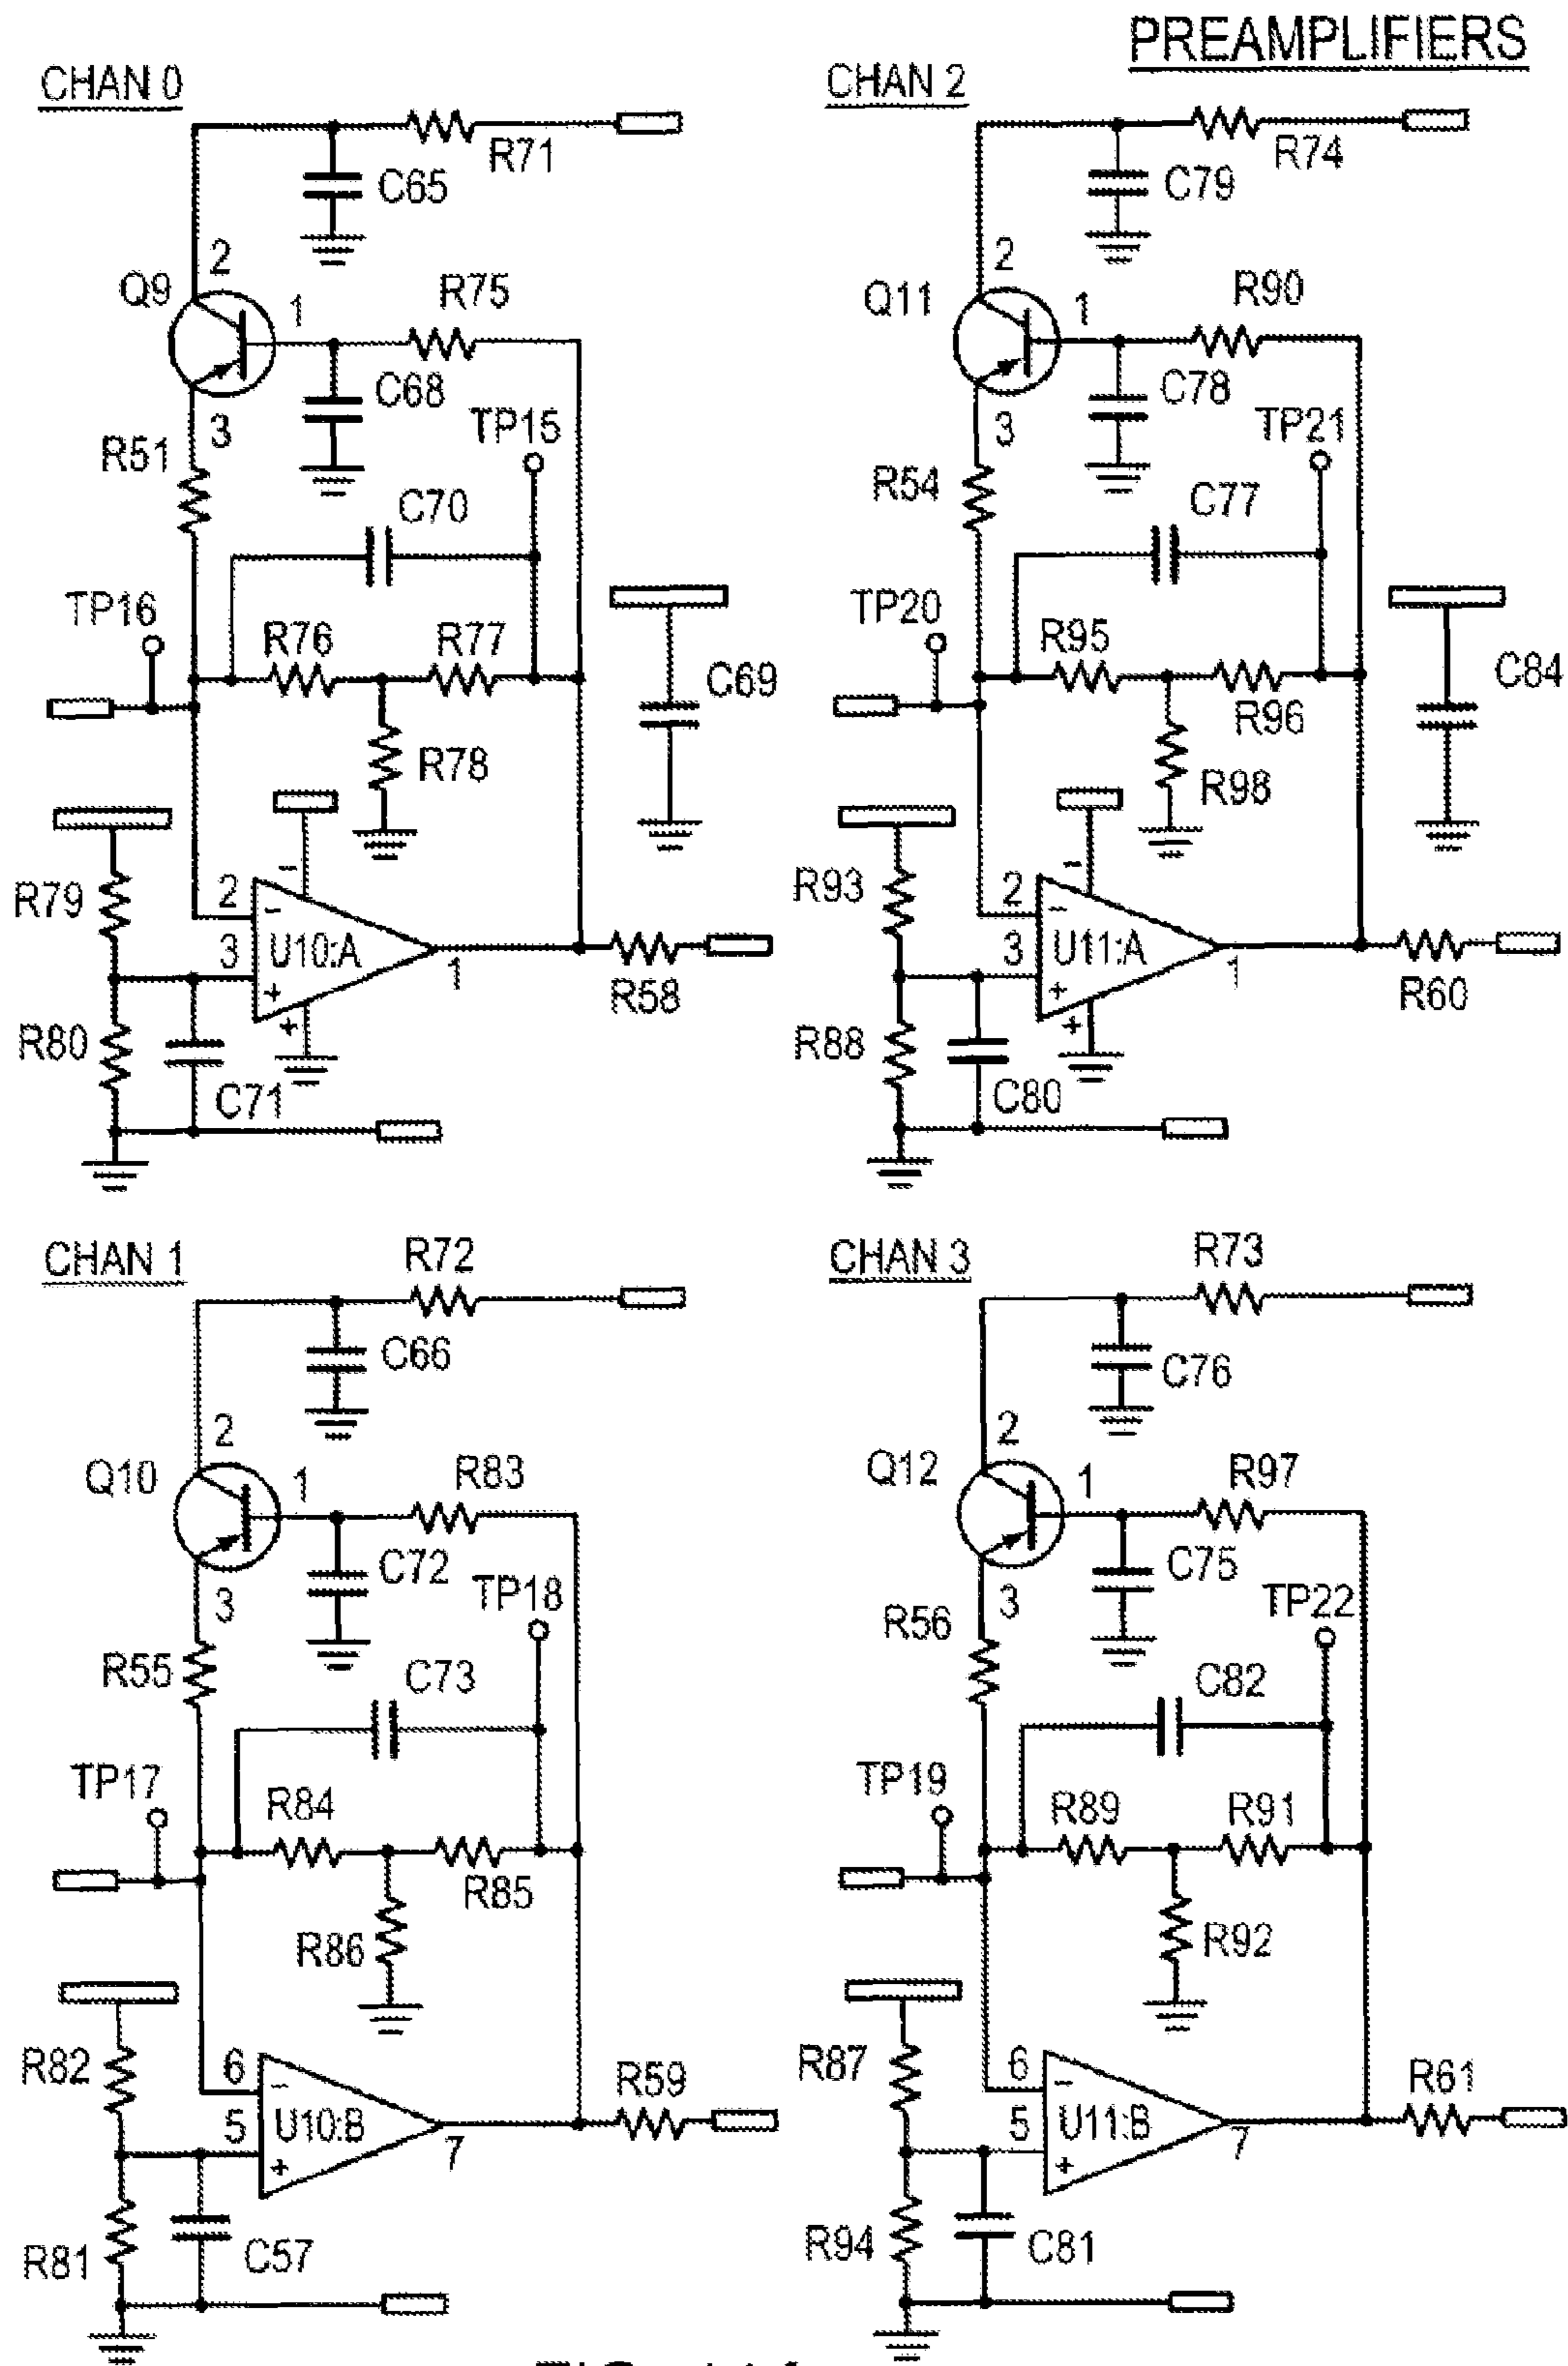 PREAMPLIFIERS
CHAN 0
R71
C65
Q9
2
1
R75
C68
3
R51
TP15
C70
TP16
R76
R77
C69
R78
R79
2
-
-
3
U10:A
1
+
+
R58
R80
C71
CHAN 2
R74
C79
Q11
2
1
R90
C78
3
R54
TP21
C77
TP20
R95
R96
C84
R98
R93
2
-
-
3
U11:A
1
+
+
R60
R88
C80
CHAN 1
R72
C66
Q10
2
1
R83
C72
3
R55
TP18
C73
TP17
R84
R85
R86
R82
6
-
5
U10:B
7
+
R59
R81
C57
CHAN 3
R73
C76
Q12
2
1
R97
C75
3
R56
TP22
C82
TP19
R89
R91
R92
R87
6
-
5
U11:B
7
+
R61
R94
C81